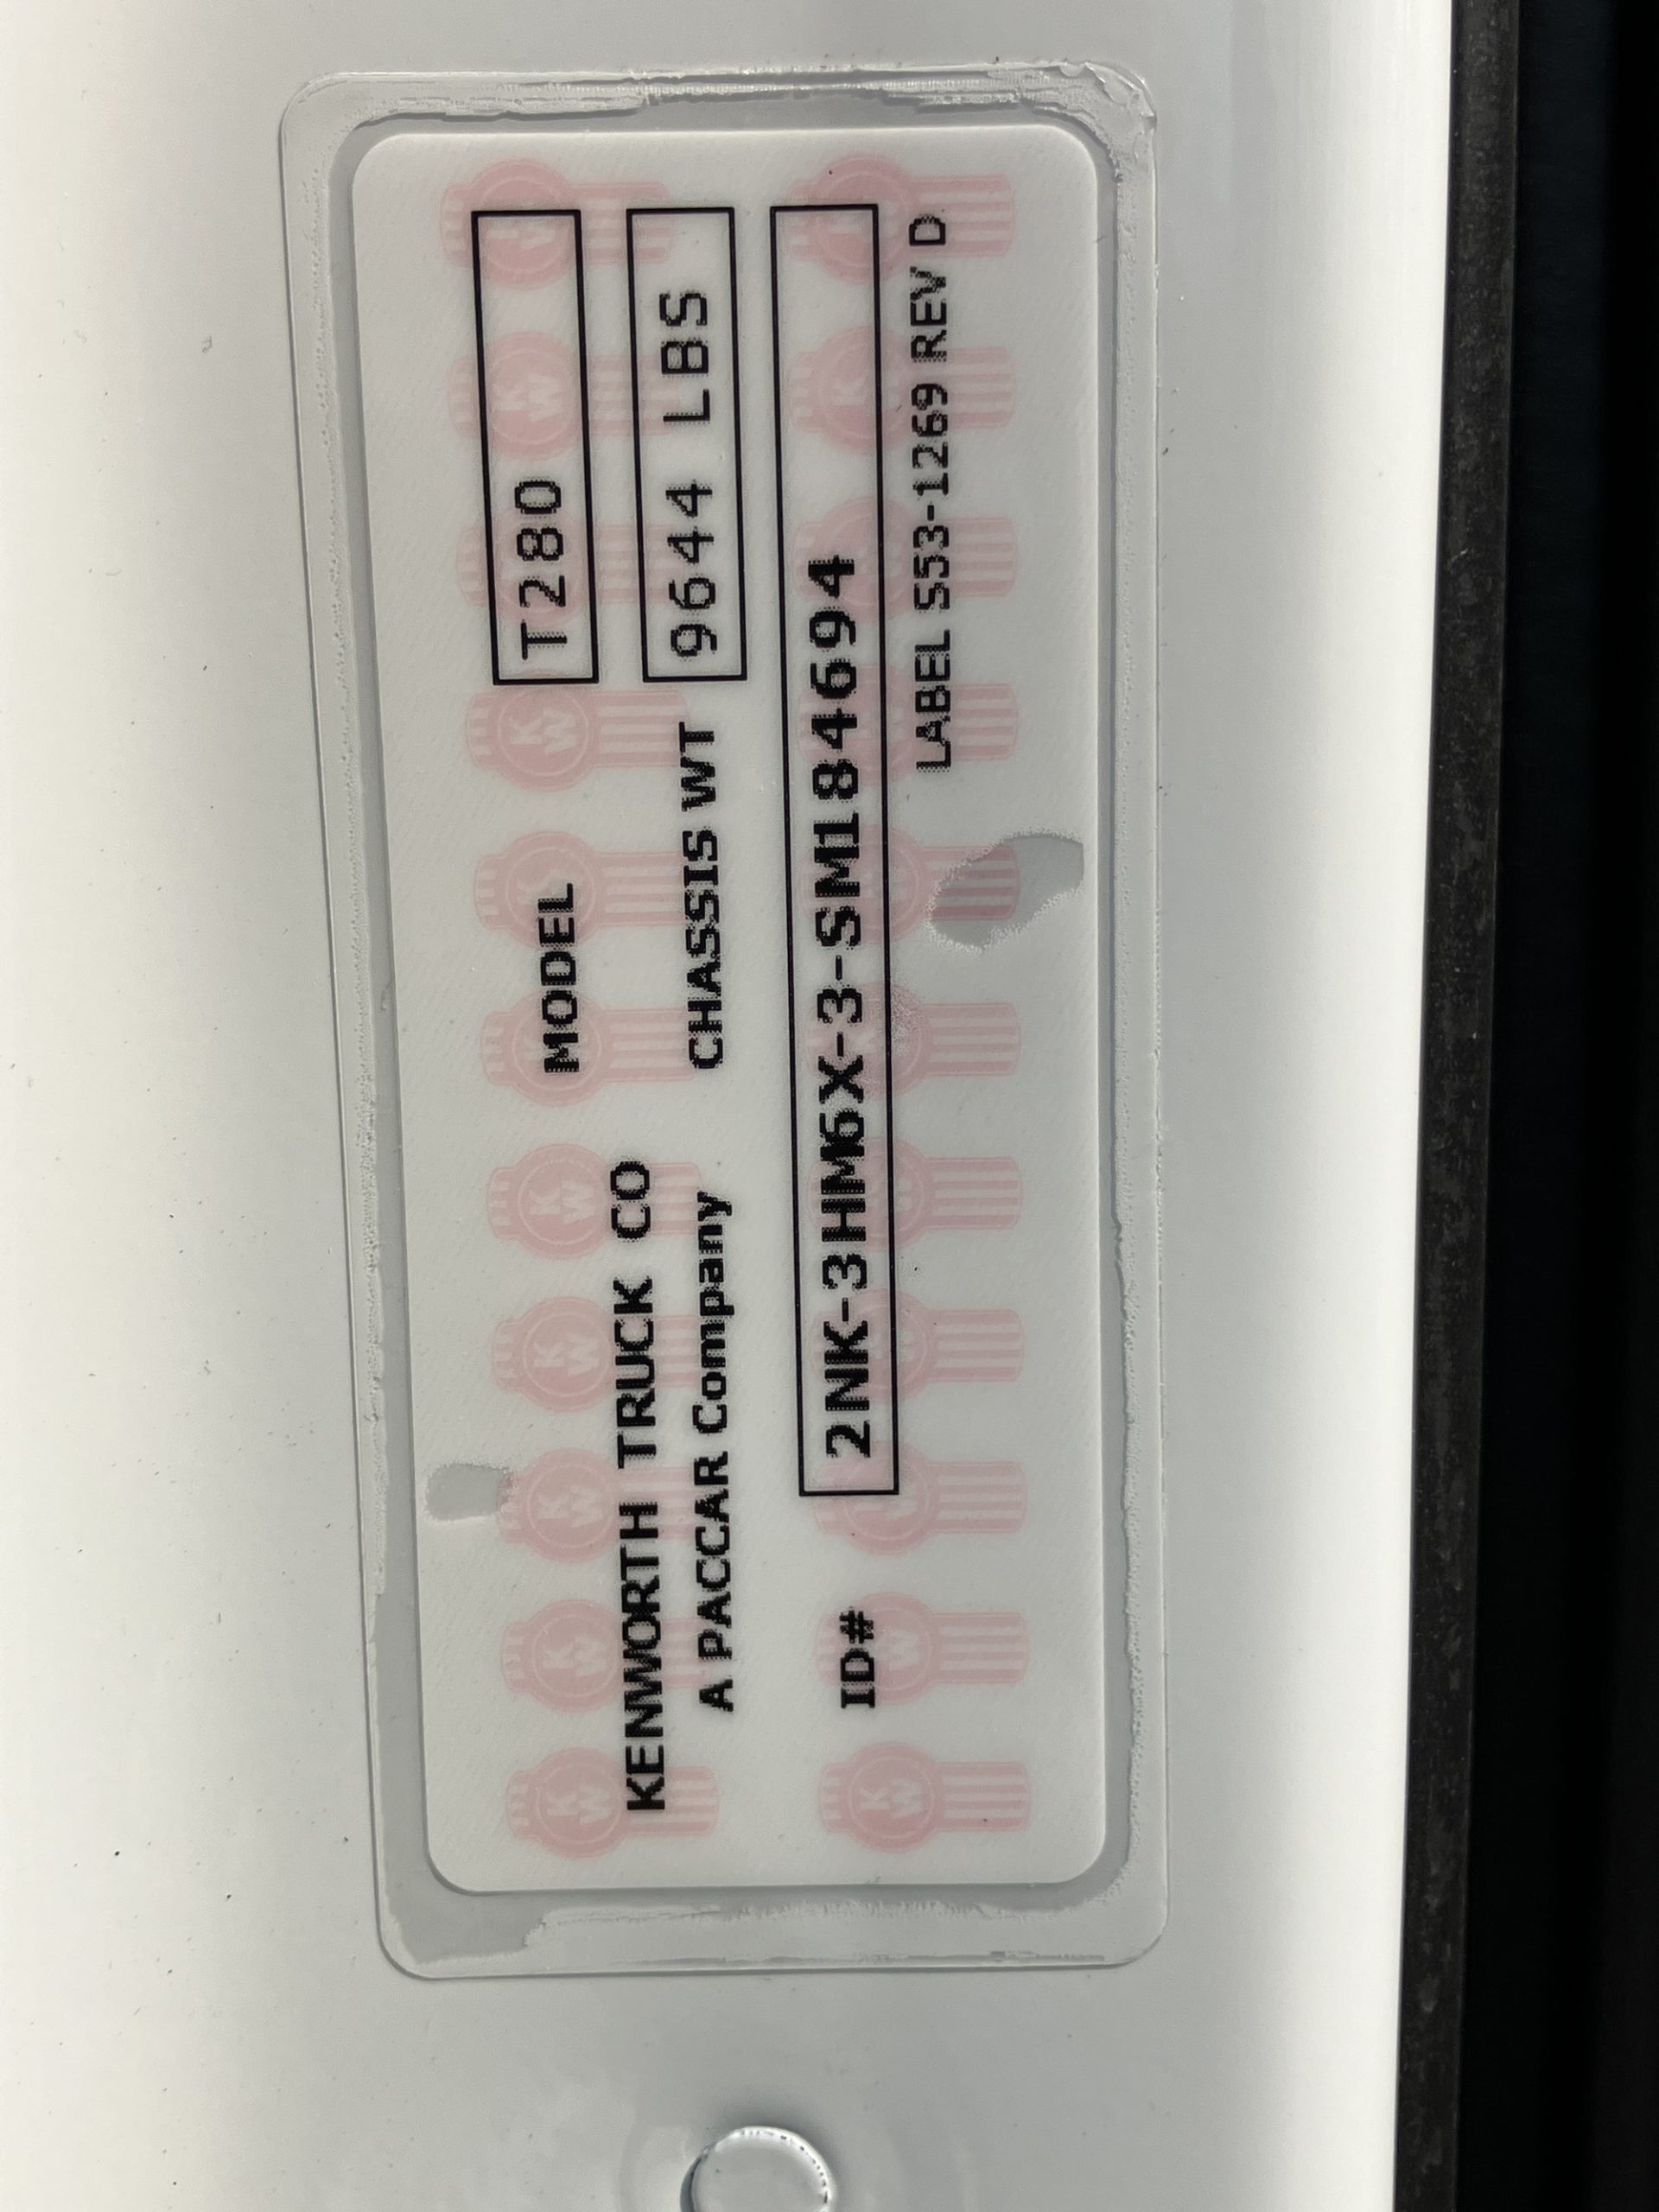 KENWORTH TRUCK CO
A PACCAR Company
MODEL T280
CHASSIS WT 9644 LBS
ID# 2NK-3HM6X-3-SM184694
LABEL S53-1269 REV D